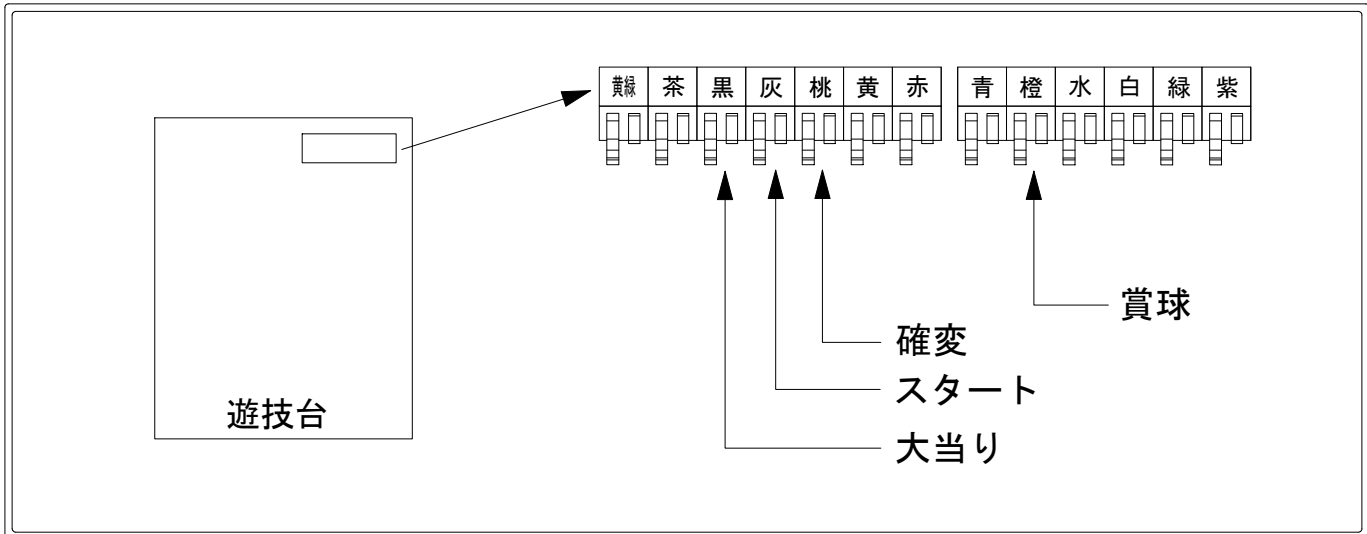 黄緑 茶 黒 灰 桃 黄 赤 青 橙 水 白 緑 紫
賞球
確変
スタート
大当り
遊技台